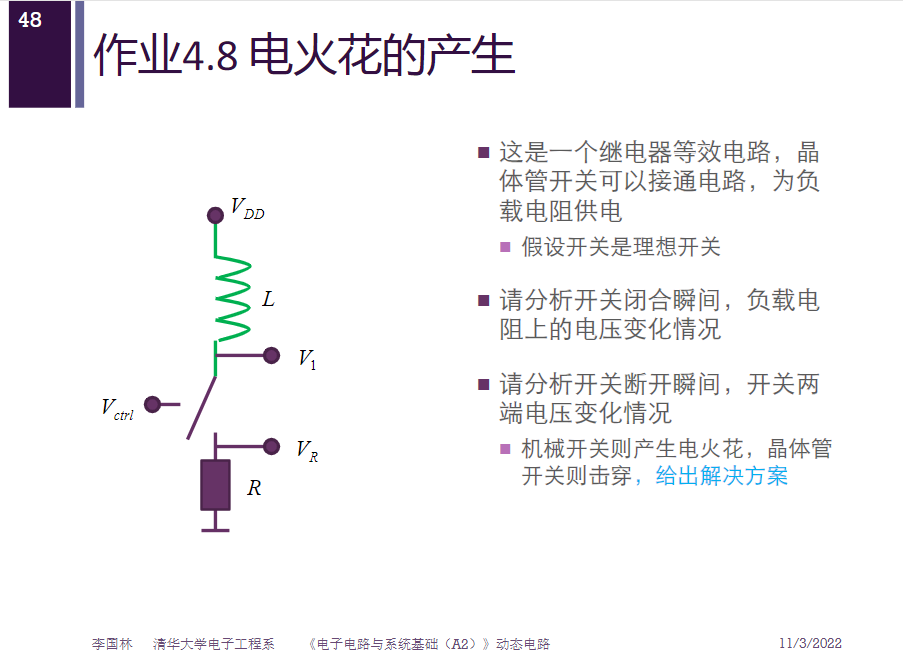 48
作业4.8 电火花的产生
V_DD
L
V_1
V_ctrl
V_R
R
■ 这是一个继电器等效电路，晶
体管开关可以接通电路，为负
载电阻供电
■ 假设开关是理想开关
■ 请分析开关闭合瞬间，负载电
阻上的电压变化情况
■ 请分析开关断开瞬间，开关两
端电压变化情况
■ 机械开关则产生电火花，晶体管
开关则击穿，给出解决方案
李国林 清华大学电子工程系 《电子电路与系统基础（A2）》动态电路 11/3/2022